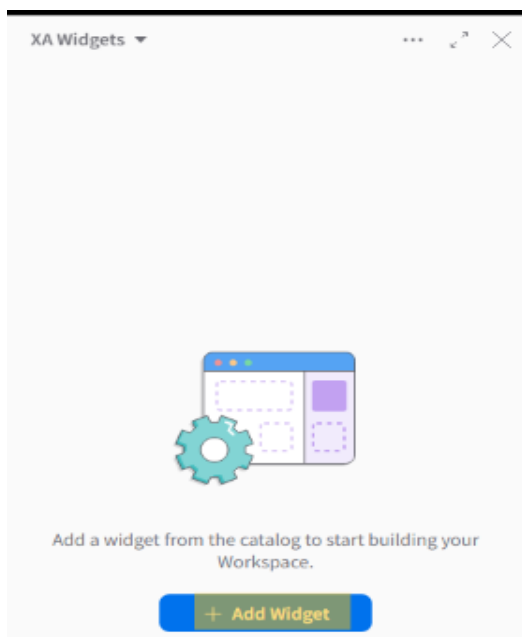 XA Widgets
Add a widget from the catalog to start building your
Workspace.
+ Add Widget